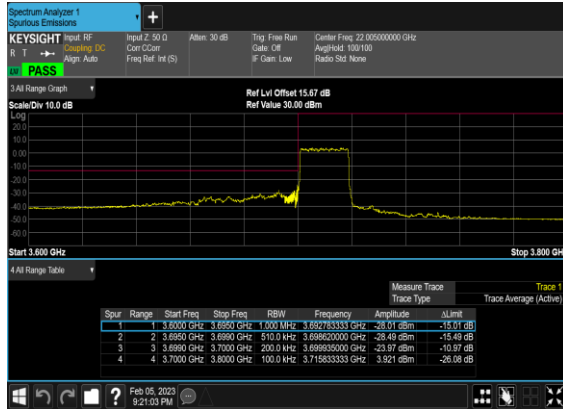 Spectrum Analyzer 1
Spurious Emissions
KEYSIGHT Input: RF Input Z: 50 Ω Atten: 30 dB Trig: Free Run Center Freq: 22.005000000 GHz
R T Coupling: DC Corr CCorr Gate: Off Avg|Hold: 100/100
Align: Auto Freq Ref: Int (S) IF Gain: Low Radio Std: None
PASS
3 All Range Graph
Ref Lvl Offset 15.67 dB
Scale/Div 10.0 dB Ref Value 30.00 dBm
Log
20.0
10.0
0.00
-10.0
-20.0
-30.0
-40.0
-50.0
-60.0
Start 3.600 GHz Stop 3.800 GH
4 All Range Table
Measure Trace Trace 1
Trace Type Trace Average (Active)
Spur Range Start Freq Stop Freq RBW Frequency Amplitude ΔLimit
1 1 3.6000 GHz 3.6950 GHz 1.000 MHz 3.692783333 GHz -28.01 dBm -15.01 dB
2 2 3.6950 GHz 3.6990 GHz 510.0 kHz 3.698620000 GHz -28.49 dBm -15.49 dB
3 3 3.6990 GHz 3.7000 GHz 200.0 kHz 3.699935000 GHz -23.97 dBm -10.97 dB
4 4 3.7000 GHz 3.8000 GHz 100.0 kHz 3.715833333 GHz 3.921 dBm -26.08 dB
Feb 05, 2023
9:21:03 PM